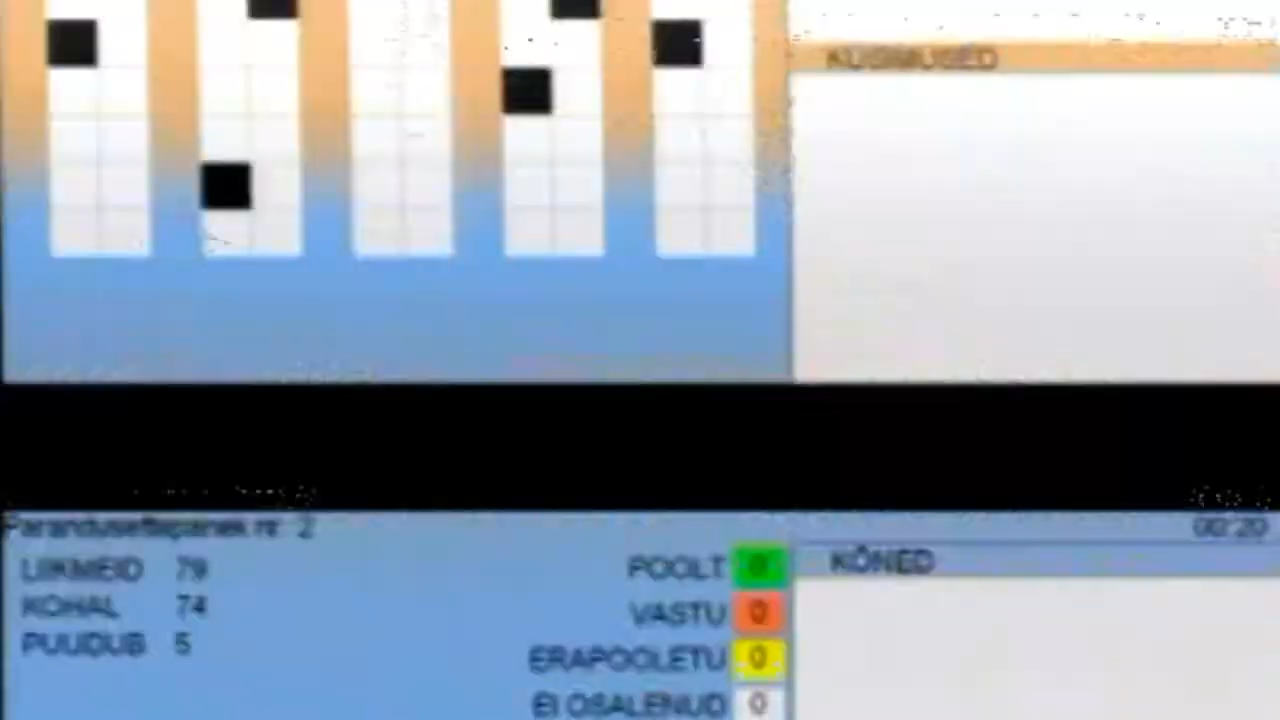 KÜSIMUSED
Parandusettepanek nr 2 00:20
LIIKMEID 79
KOHAL 74
PUUDUB 5
POOLT 0
VASTU 0
ERAPOOLETU 0
EI OSALENUD 0
KÕNED